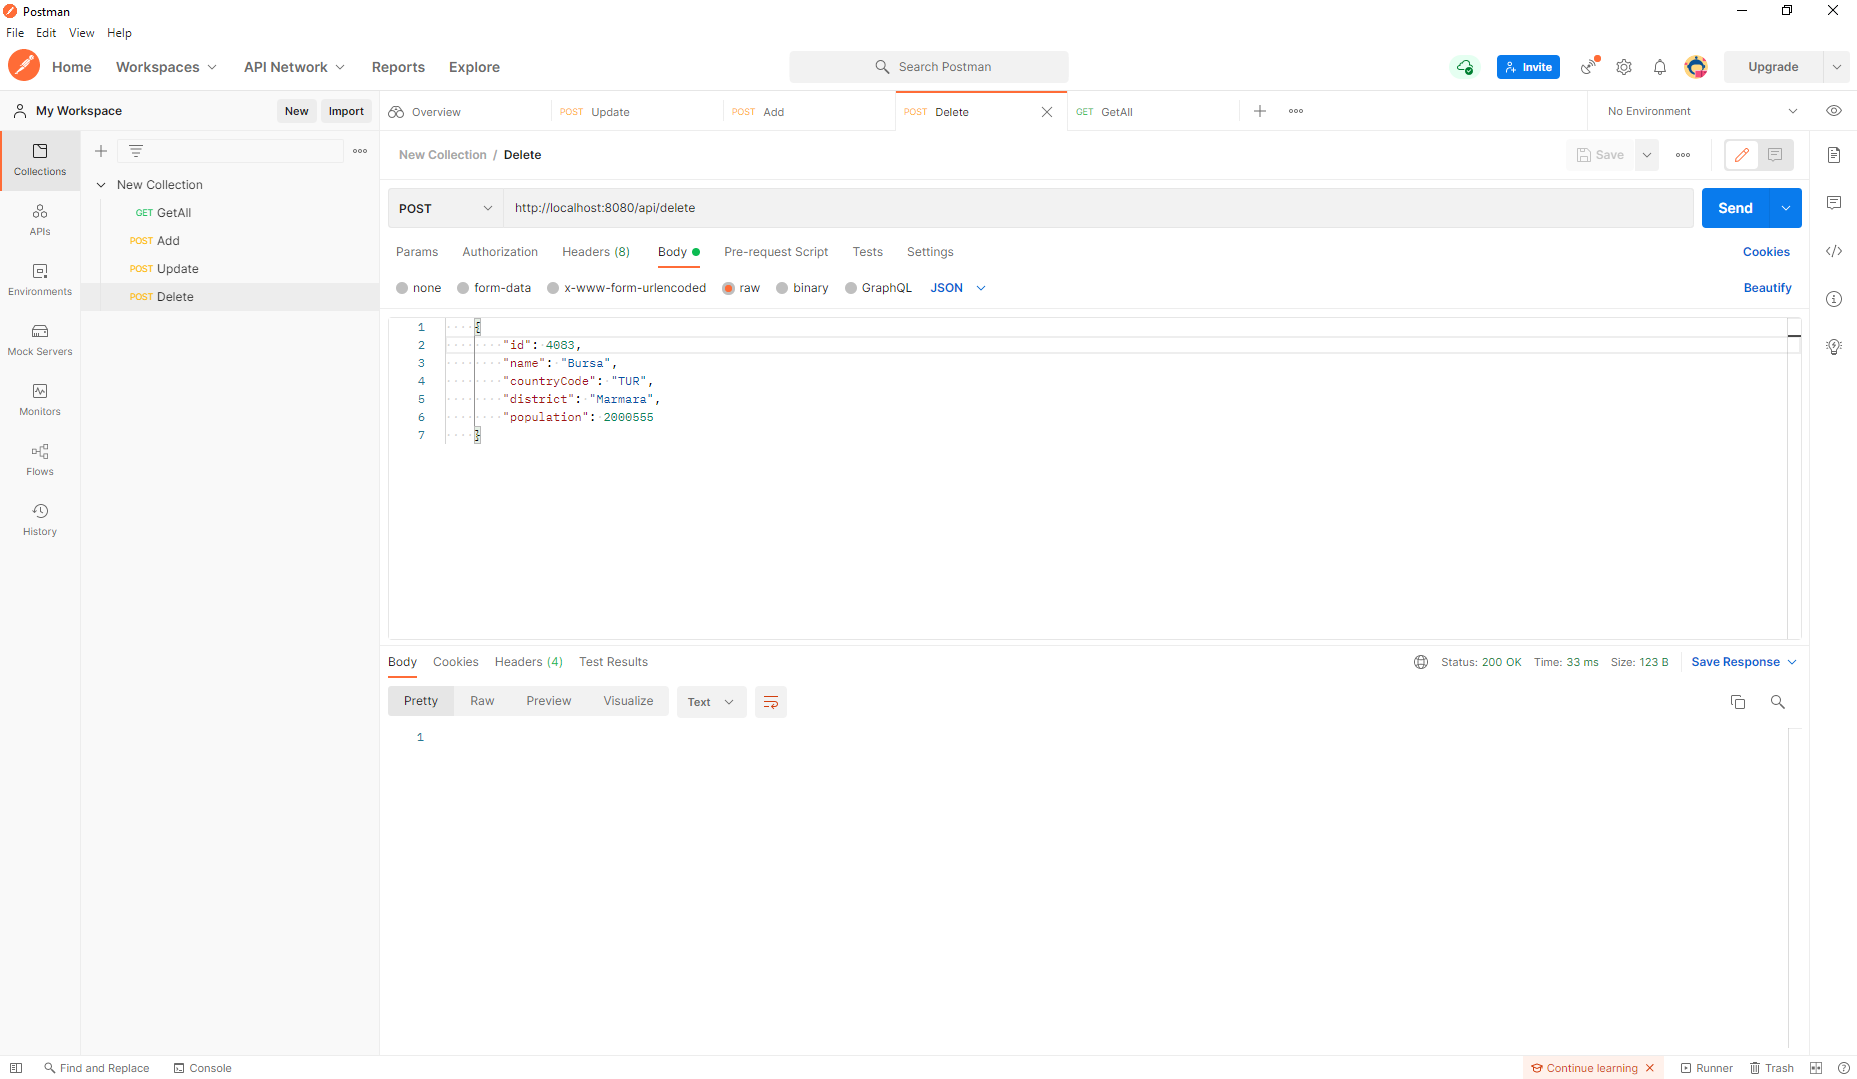 Postman
File Edit View Help
Home Workspaces API Network Reports Explore Search Postman Invite Upgrade
My Workspace New Import Overview POST Update POST Add POST Delete GET GetAll No Environment
Collections
APIs
Environments
Mock Servers
Monitors
Flows
History
New Collection
GET GetAll
POST Add
POST Update
POST Delete
New Collection / Delete Save
POST http://localhost:8080/api/delete Send
Params Authorization Headers (8) Body Pre-request Script Tests Settings Cookies
none form-data x-www-form-urlencoded raw binary GraphQL JSON Beautify
1 {
2 "id": 4083,
3 "name": "Bursa",
4 "countryCode": "TUR",
5 "district": "Marmara",
6 "population": 2000555
7 }
Body Cookies Headers (4) Test Results Status: 200 OK Time: 33 ms Size: 123 B Save Response
Pretty Raw Preview Visualize Text
1
Find and Replace Console Continue learning Runner Trash